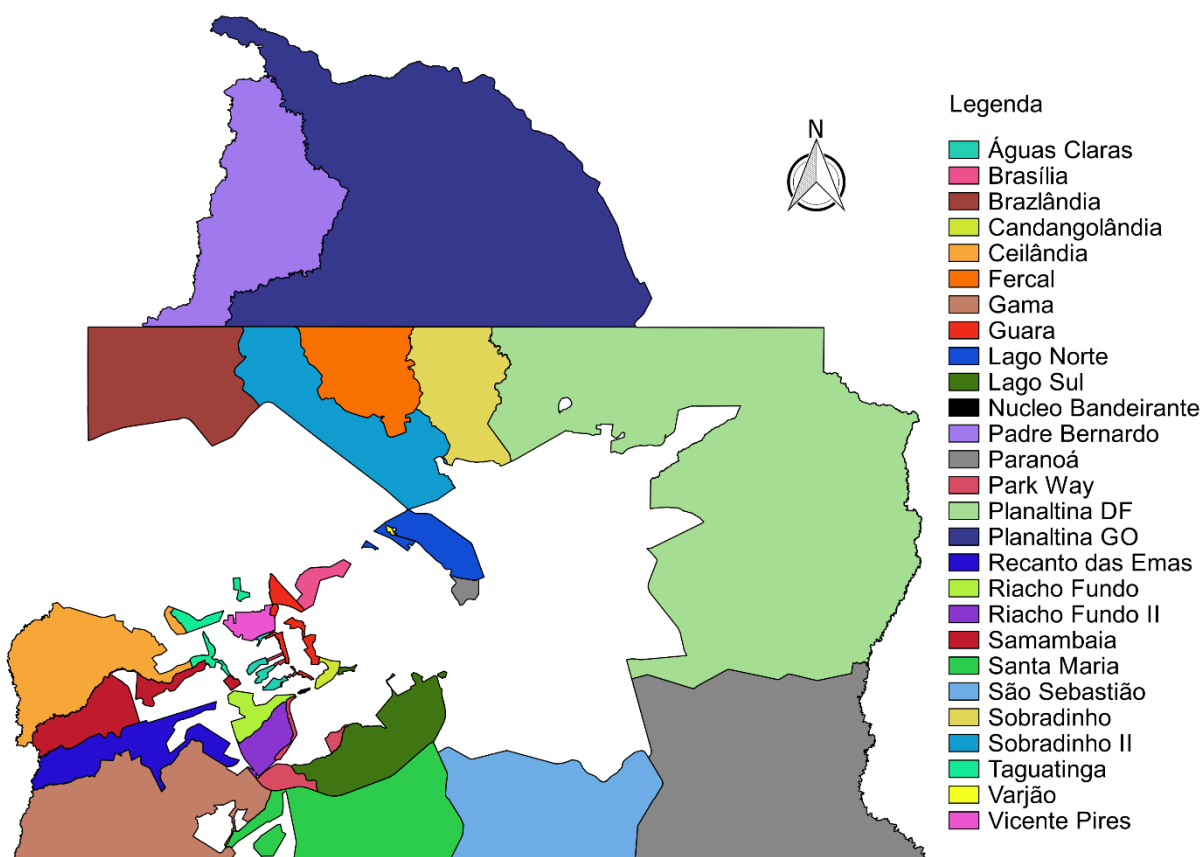 N
Legenda
Águas Claras
Brasília
Brazlândia
Candangolândia
Ceilândia
Fercal
Gama
Guara
Lago Norte
Lago Sul
Nucleo Bandeirante
Padre Bernardo
Paranoá
Park Way
Planaltina DF
Planaltina GO
Recanto das Emas
Riacho Fundo
Riacho Fundo II
Samambaia
Santa Maria
São Sebastião
Sobradinho
Sobradinho II
Taguatinga
Varjão
Vicente Pires